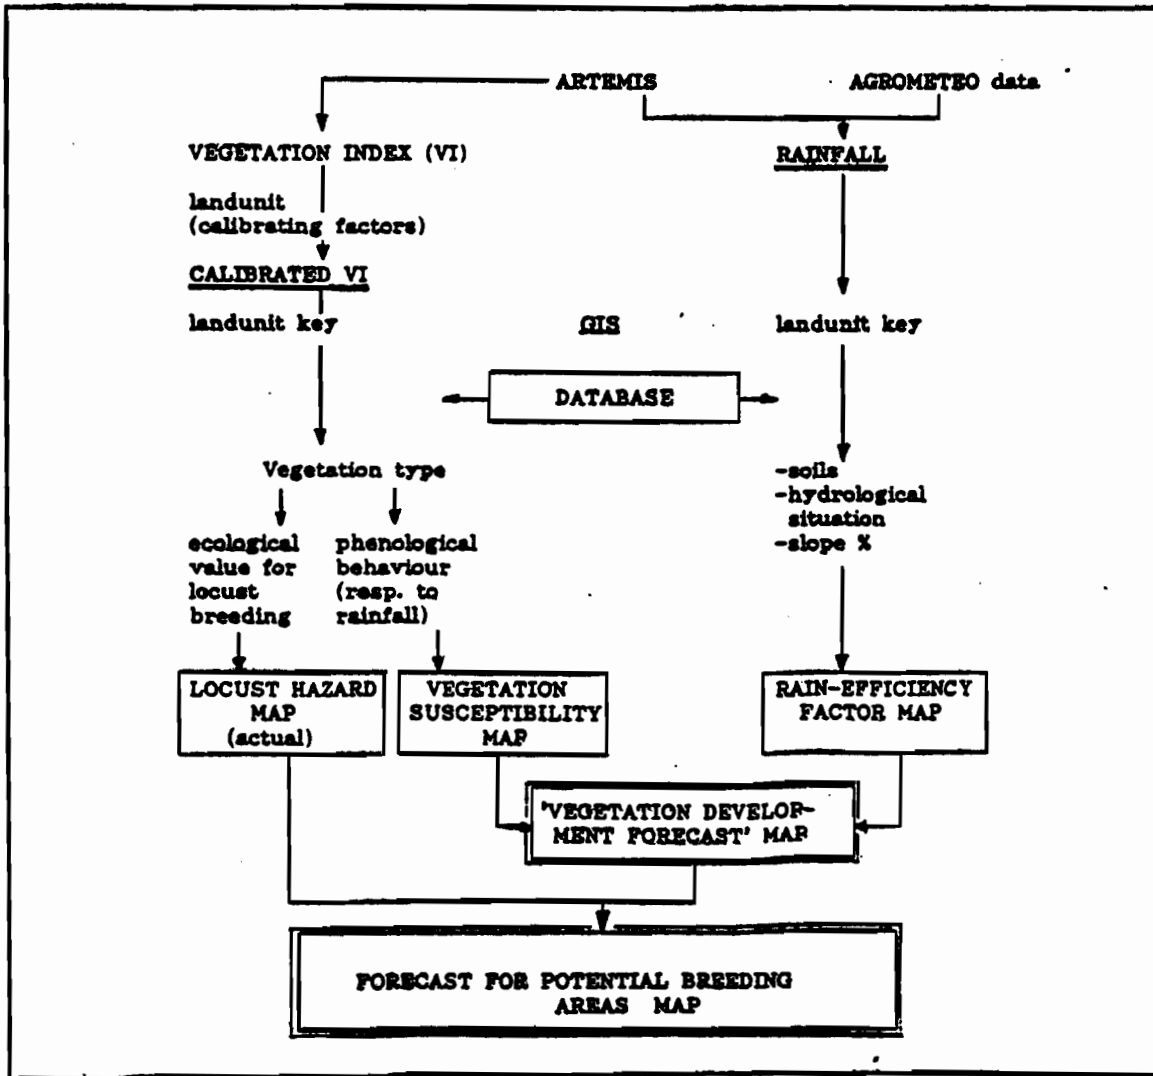 ARTEMIS
AGROMETEO data
VEGETATION INDEX (VI)
RAINFALL
landunit
(calibrating factors)
CALIBRATED VI
landunit key
GIS
landunit key
DATABASE
Vegetation type
-soils
-hydrological
situation
-slope %
ecological
value for
locust
breeding
phenological
behaviour
(resp. to
rainfall)
LOCUST HAZARD
MAP
(actual)
VEGETATION
SUSCEPTIBILITY
MAP
RAIN-EFFICIENCY
FACTOR MAP
'VEGETATION DEVELOP-
MENT FORECAST' MAP
FORECAST FOR POTENTIAL BREEDING
AREAS MAP